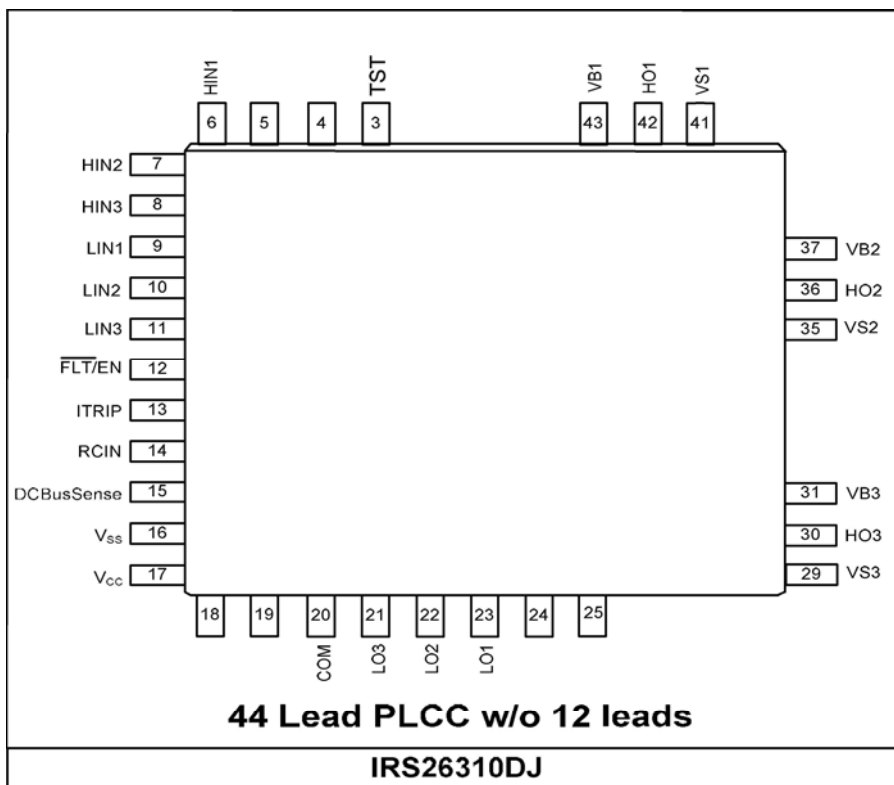 HIN1 TST VB1 HO1 VS1
6 5 4 3 43 42 41
HIN2 7
HIN3 8
LIN1 9 37 VB2
LIN2 10 36 HO2
LIN3 11 35 VS2
FLT/EN 12
ITRIP 13
RCIN 14
DCBusSense 15 31 VB3
VSS 16 30 HO3
VCC 17 29 VS3
18 19 20 21 22 23 24 25
COM LO3 LO2 LO1
44 Lead PLCC w/o 12 leads
IRS26310DJ